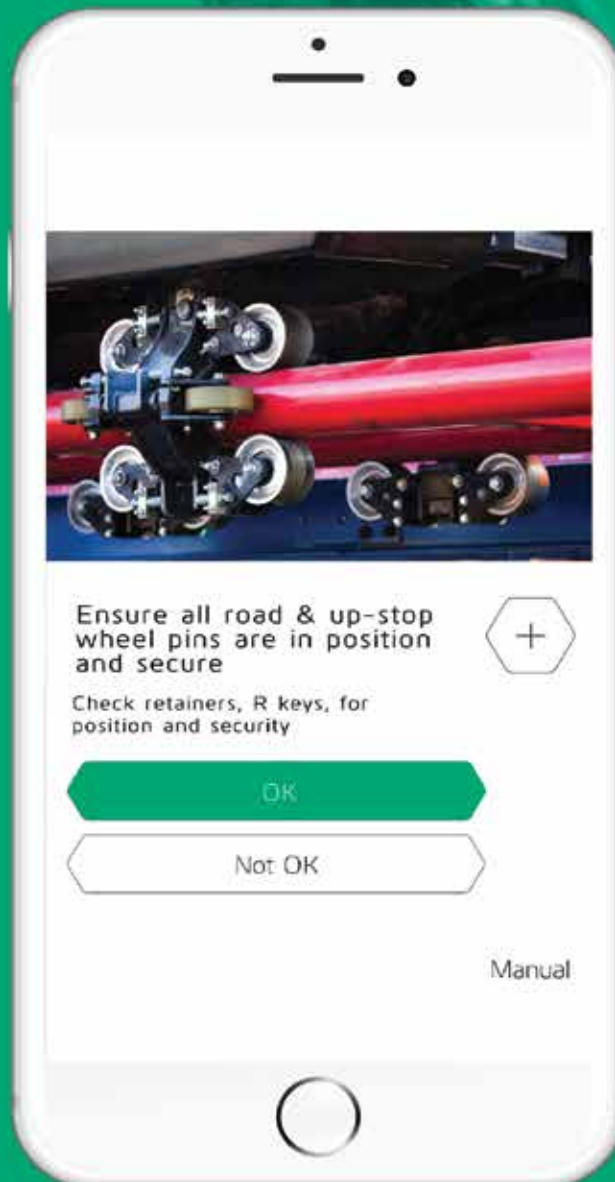 Ensure all road & up-stop
wheel pins are in position
and secure
+
Check retainers, R keys, for
position and security
OK
Not OK
Manual